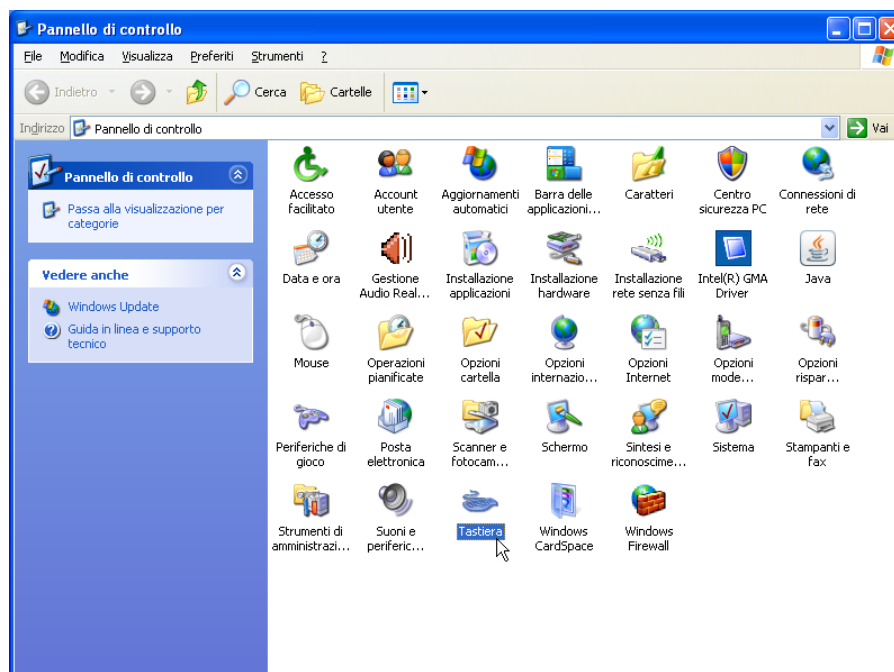 Pannello di controllo
File Modifica Visualizza Preferiti Strumenti ?
Indietro Cerca Cartelle
Indirizzo Pannello di controllo Vai
Pannello di controllo
Passa alla visualizzazione per
categorie
Vedere anche
Windows Update
Guida in linea e supporto
tecnico
Accesso
facilitato
Account
utente
Aggiornamenti
automatici
Barra delle
applicazioni...
Caratteri
Centro
sicurezza PC
Connessioni di
rete
Data e ora
Gestione
Audio Real...
Installazione
applicazioni
Installazione
hardware
Installazione
rete senza fili
Intel(R) GMA
Driver
Java
Mouse
Operazioni
pianificate
Opzioni
cartella
Opzioni
internazio...
Opzioni
Internet
Opzioni
mode...
Opzioni
rispar...
Periferiche di
gioco
Posta
elettronica
Scanner e
fotocam...
Schermo
Sintesi e
riconoscime...
Sistema
Stampanti e
fax
Strumenti di
amministrazi...
Suoni e
periferic...
Tastiera
Windows
CardSpace
Windows
Firewall